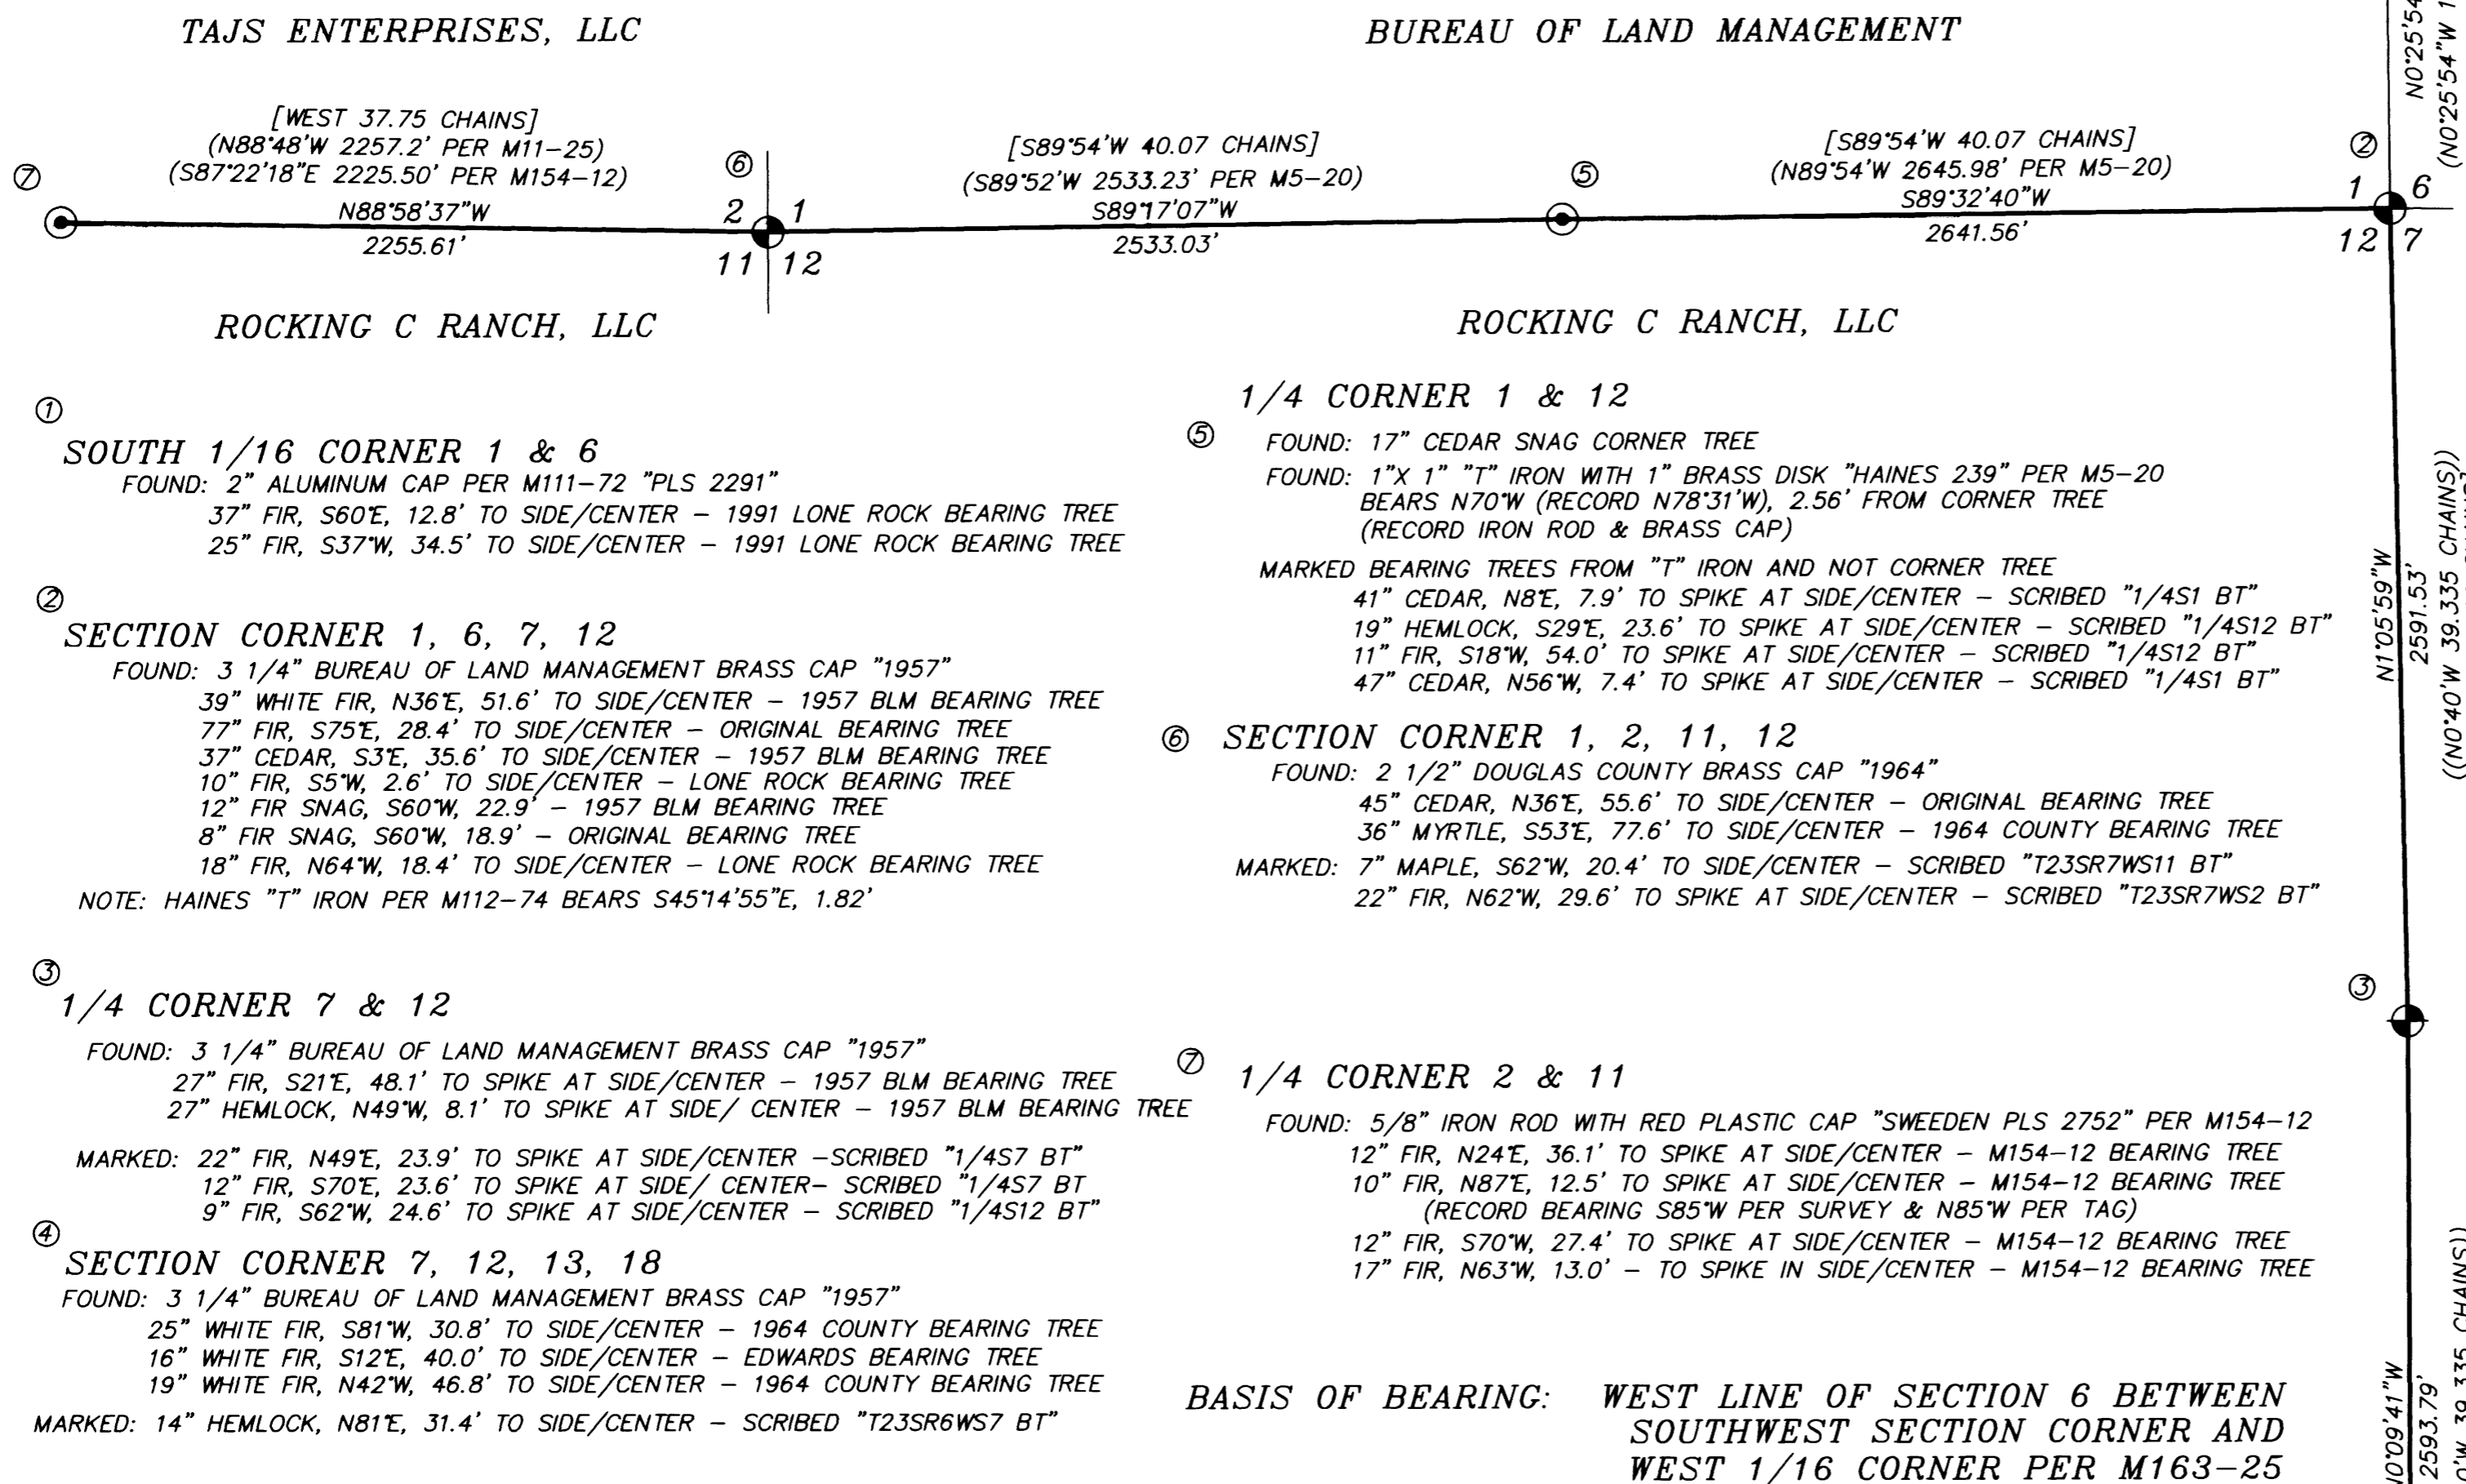 TAJS ENTERPRISES, LLC
BUREAU OF LAND MANAGEMENT
[WEST 37.75 CHAINS]
(N88°48'W 2257.2' PER M11-25)
(S87°22'18"E 2225.50' PER M154-12)
N88°58'37"W
2255.61'
[S89°54'W 40.07 CHAINS]
(S89°52'W 2533.23' PER M5-20)
S89°17'07"W
2533.03'
[S89°54'W 40.07 CHAINS]
(N89°54'W 2645.98' PER M5-20)
S89°32'40"W
2641.56'
7
6
5
2
2 1
11 12
1 6
12 7
N0°25'54
(N0°25'54"W 1
ROCKING C RANCH, LLC
ROCKING C RANCH, LLC
1
SOUTH 1/16 CORNER 1 & 6
FOUND: 2" ALUMINUM CAP PER M111-72 "PLS 2291"
37" FIR, S60°E, 12.8' TO SIDE/CENTER - 1991 LONE ROCK BEARING TREE
25" FIR, S37°W, 34.5' TO SIDE/CENTER - 1991 LONE ROCK BEARING TREE
2
SECTION CORNER 1, 6, 7, 12
FOUND: 3 1/4" BUREAU OF LAND MANAGEMENT BRASS CAP "1957"
39" WHITE FIR, N36°E, 51.6' TO SIDE/CENTER - 1957 BLM BEARING TREE
77" FIR, S75°E, 28.4' TO SIDE/CENTER - ORIGINAL BEARING TREE
37" CEDAR, S3°E, 35.6' TO SIDE/CENTER - 1957 BLM BEARING TREE
10" FIR, S5°W, 2.6' TO SIDE/CENTER - LONE ROCK BEARING TREE
12" FIR SNAG, S60°W, 22.9' - 1957 BLM BEARING TREE
8" FIR SNAG, S60°W, 18.9' - ORIGINAL BEARING TREE
18" FIR, N64°W, 18.4' TO SIDE/CENTER - LONE ROCK BEARING TREE
NOTE: HAINES "T" IRON PER M112-74 BEARS S45°14'55"E, 1.82'
3
1/4 CORNER 7 & 12
FOUND: 3 1/4" BUREAU OF LAND MANAGEMENT BRASS CAP "1957"
27" FIR, S21°E, 48.1' TO SPIKE AT SIDE/CENTER - 1957 BLM BEARING TREE
27" HEMLOCK, N49°W, 8.1' TO SPIKE AT SIDE/ CENTER - 1957 BLM BEARING TREE
MARKED: 22" FIR, N49°E, 23.9' TO SPIKE AT SIDE/CENTER -SCRIBED "1/4S7 BT"
12" FIR, S70°E, 23.6' TO SPIKE AT SIDE/ CENTER- SCRIBED "1/4S7 BT
9" FIR, S62°W, 24.6' TO SPIKE AT SIDE/CENTER - SCRIBED "1/4S12 BT"
4
SECTION CORNER 7, 12, 13, 18
FOUND: 3 1/4" BUREAU OF LAND MANAGEMENT BRASS CAP "1957"
25" WHITE FIR, S81°W, 30.8' TO SIDE/CENTER - 1964 COUNTY BEARING TREE
16" WHITE FIR, S12°E, 40.0' TO SIDE/CENTER - EDWARDS BEARING TREE
19" WHITE FIR, N42°W, 46.8' TO SIDE/CENTER - 1964 COUNTY BEARING TREE
MARKED: 14" HEMLOCK, N81°E, 31.4' TO SIDE/CENTER - SCRIBED "T23SR6WS7 BT"
1/4 CORNER 1 & 12
5
FOUND: 17" CEDAR SNAG CORNER TREE
FOUND: 1"X 1" "T" IRON WITH 1" BRASS DISK "HAINES 239" PER M5-20
BEARS N70°W (RECORD N78°31'W), 2.56' FROM CORNER TREE
(RECORD IRON ROD & BRASS CAP)
MARKED BEARING TREES FROM "T" IRON AND NOT CORNER TREE
41" CEDAR, N8°E, 7.9' TO SPIKE AT SIDE/CENTER - SCRIBED "1/4S1 BT"
19" HEMLOCK, S29°E, 23.6' TO SPIKE AT SIDE/CENTER - SCRIBED "1/4S12 BT"
11" FIR, S18°W, 54.0' TO SPIKE AT SIDE/CENTER - SCRIBED "1/4S12 BT"
47" CEDAR, N56°W, 7.4' TO SPIKE AT SIDE/CENTER - SCRIBED "1/4S1 BT"
6
SECTION CORNER 1, 2, 11, 12
FOUND: 2 1/2" DOUGLAS COUNTY BRASS CAP "1964"
45" CEDAR, N36°E, 55.6' TO SIDE/CENTER - ORIGINAL BEARING TREE
36" MYRTLE, S53°E, 77.6' TO SIDE/CENTER - 1964 COUNTY BEARING TREE
MARKED: 7" MAPLE, S62°W, 20.4' TO SIDE/CENTER - SCRIBED "T23SR7WS11 BT"
22" FIR, N62°W, 29.6' TO SPIKE AT SIDE/CENTER - SCRIBED "T23SR7WS2 BT"
7
1/4 CORNER 2 & 11
FOUND: 5/8" IRON ROD WITH RED PLASTIC CAP "SWEEDEN PLS 2752" PER M154-12
12" FIR, N24°E, 36.1' TO SPIKE AT SIDE/CENTER - M154-12 BEARING TREE
10" FIR, N87°E, 12.5' TO SPIKE AT SIDE/CENTER - M154-12 BEARING TREE
(RECORD BEARING S85°W PER SURVEY & N85°W PER TAG)
12" FIR, S70°W, 27.4' TO SPIKE AT SIDE/CENTER - M154-12 BEARING TREE
17" FIR, N63°W, 13.0' - TO SPIKE IN SIDE/CENTER - M154-12 BEARING TREE
BASIS OF BEARING: WEST LINE OF SECTION 6 BETWEEN
SOUTHWEST SECTION CORNER AND
WEST 1/16 CORNER PER M163-25
N1°05'59"W
2591.53'
((N0°40'W 39.335 CHAINS))
3
0°09'41"W
2593.79'
0'W 39.335 CHAINS))